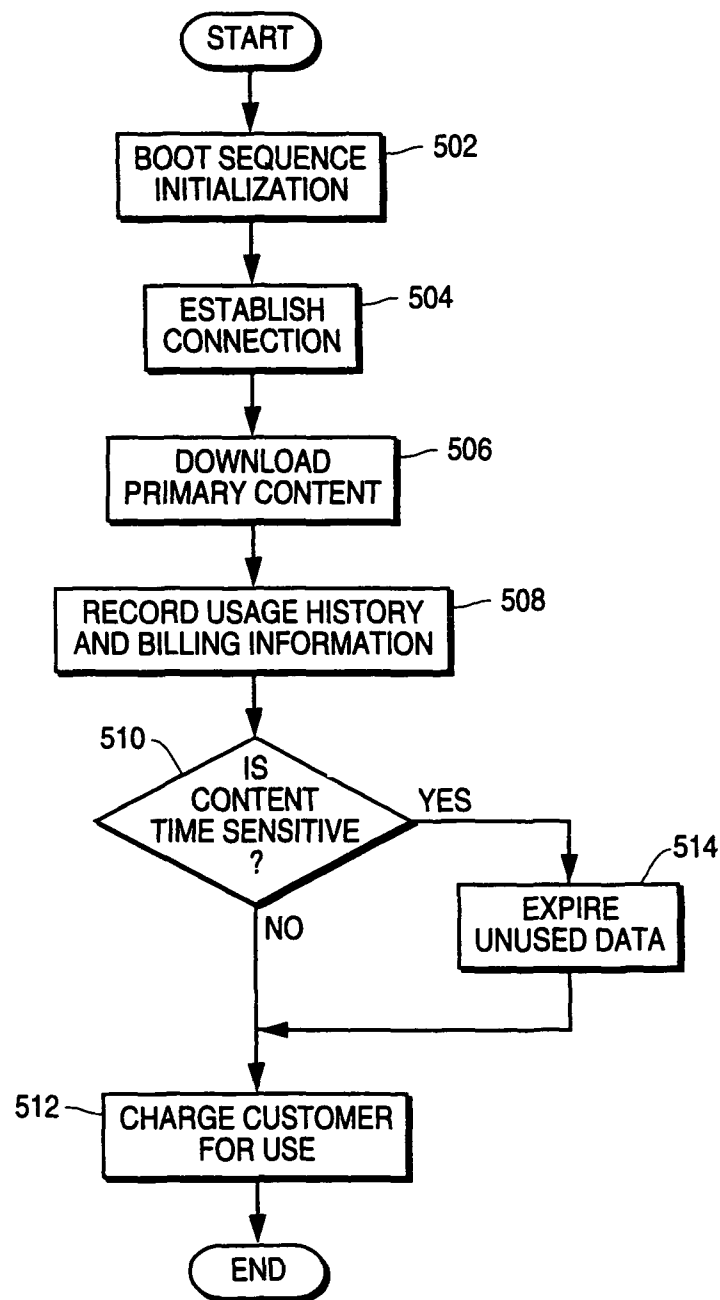 START
BOOT SEQUENCE
INITIALIZATION
502
ESTABLISH
CONNECTION
504
DOWNLOAD
PRIMARY CONTENT
506
RECORD USAGE HISTORY
AND BILLING INFORMATION
508
510
IS
CONTENT
TIME SENSITIVE
?
YES
NO
514
EXPIRE
UNUSED DATA
512
CHARGE CUSTOMER
FOR USE
END